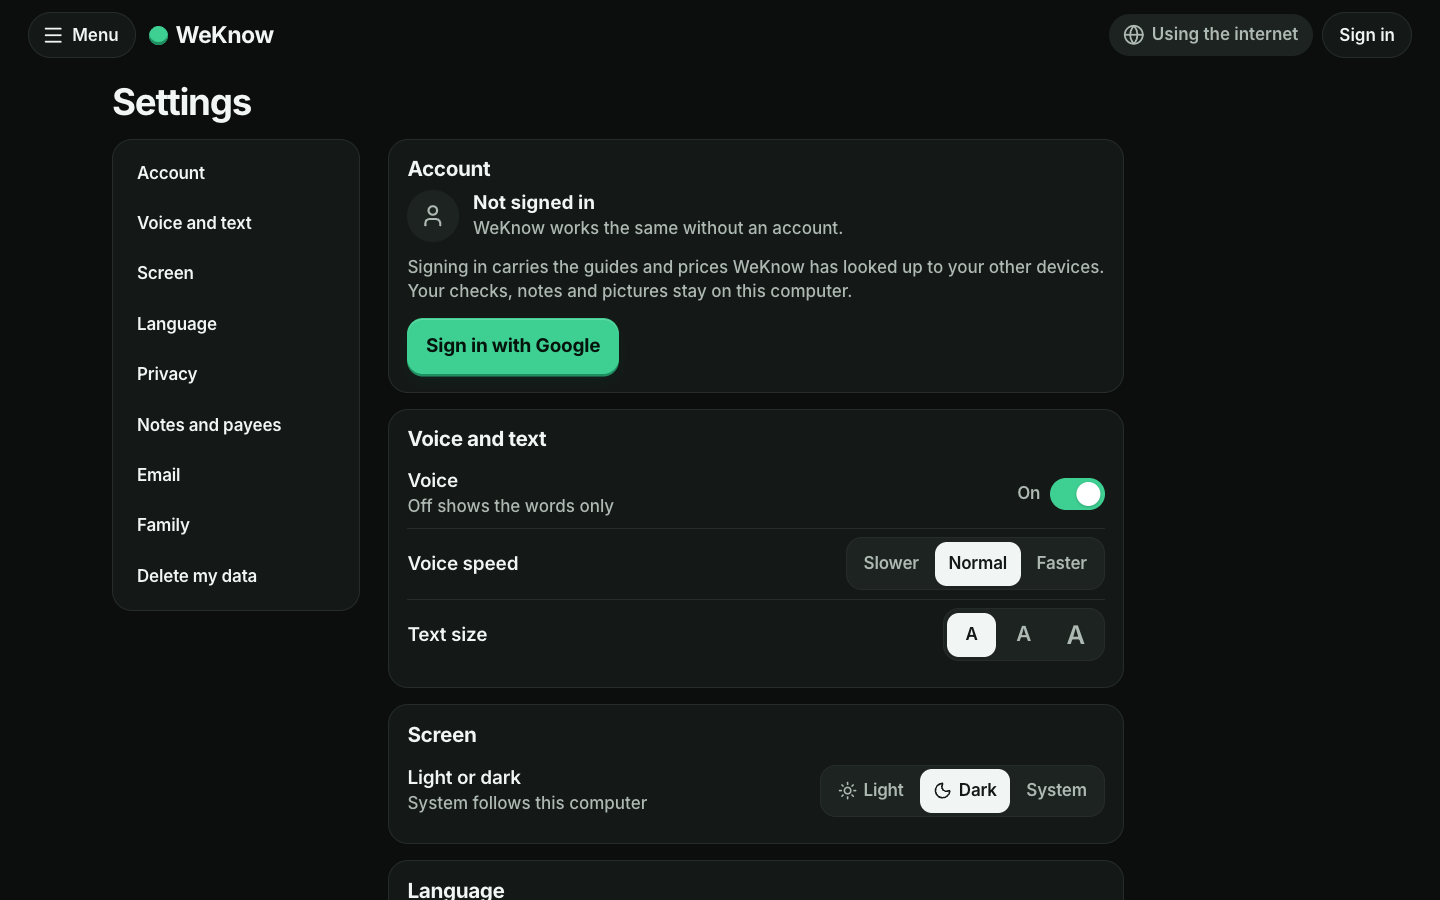 Menu
WeKnow
Using the internet
Sign in
Settings
Account
Voice and text
Screen
Language
Privacy
Notes and payees
Email
Family
Delete my data
Account
Not signed in
WeKnow works the same without an account.
Signing in carries the guides and prices WeKnow has looked up to your other devices.
Your checks, notes and pictures stay on this computer.
Sign in with Google
Voice and text
Voice
Off shows the words only
On
Voice speed
Slower
Normal
Faster
Text size
A
A
A
Screen
Light or dark
System follows this computer
Light
Dark
System
Language